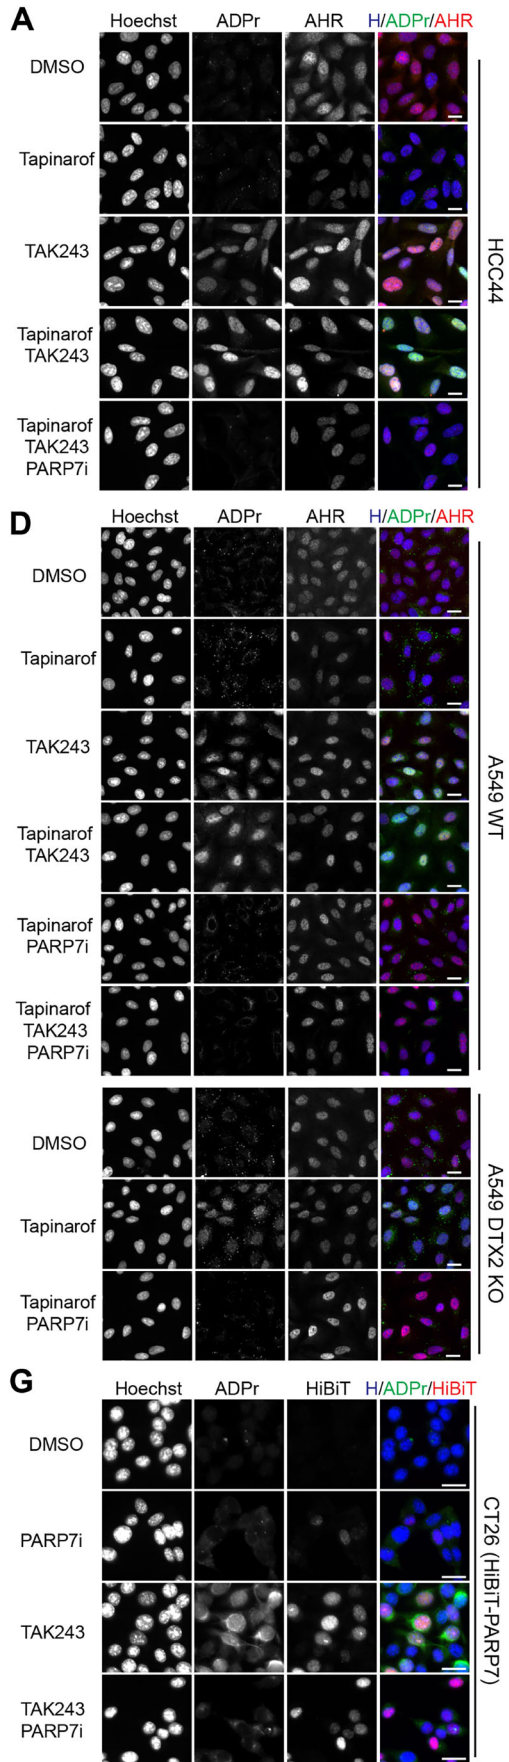 A
Hoechst ADPr AHR H/ADPr/AHR
DMSO
Tapinarof
TAK243
Tapinarof
TAK243
Tapinarof
TAK243
PARP7i
HCC44
D
Hoechst ADPr AHR H/ADPr/AHR
DMSO
Tapinarof
TAK243
Tapinarof
TAK243
Tapinarof
PARP7i
Tapinarof
TAK243
PARP7i
A549 WT
DMSO
Tapinarof
Tapinarof
PARP7i
A549 DTX2 KO
G
Hoechst ADPr HiBiT H/ADPr/HiBiT
DMSO
PARP7i
TAK243
TAK243
PARP7i
CT26 (HiBiT-PARP7)